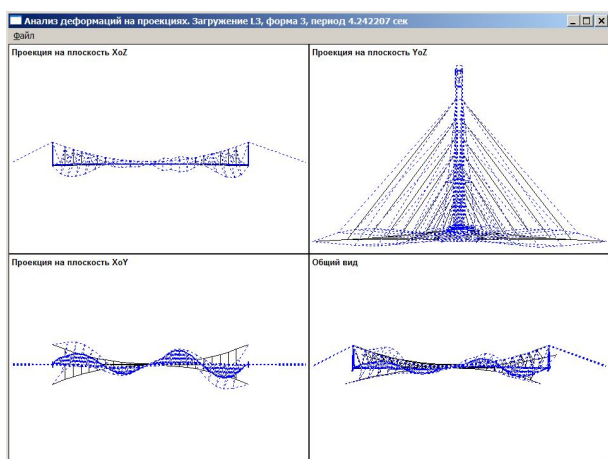 Анализ деформаций на проекциях. Загружение L3, форма 3, период 4.242207 сек
Файл
Проекция на плоскость XoZ
Проекция на плоскость YoZ
Проекция на плоскость XoY
Общий вид